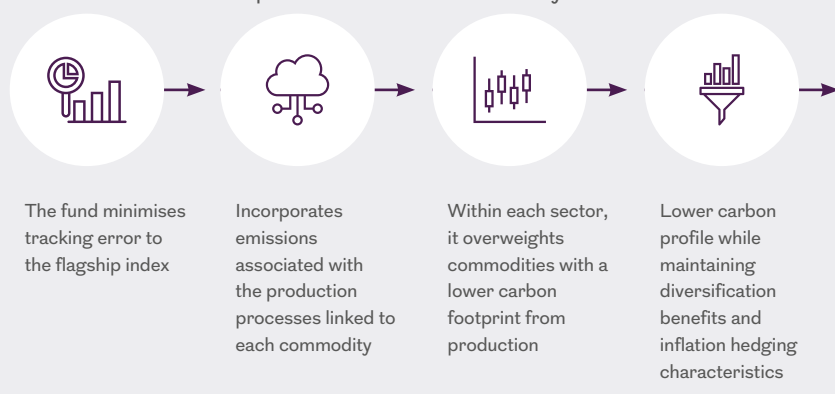 The fund minimises
tracking error to
the flagship index
Incorporates
emissions
associated with
the production
processes linked to
each commodity
Within each sector,
it overweights
commodities with a
lower carbon
footprint from
production
Lower carbon
profile while
maintaining
diversification
benefits and
inflation hedging
characteristics